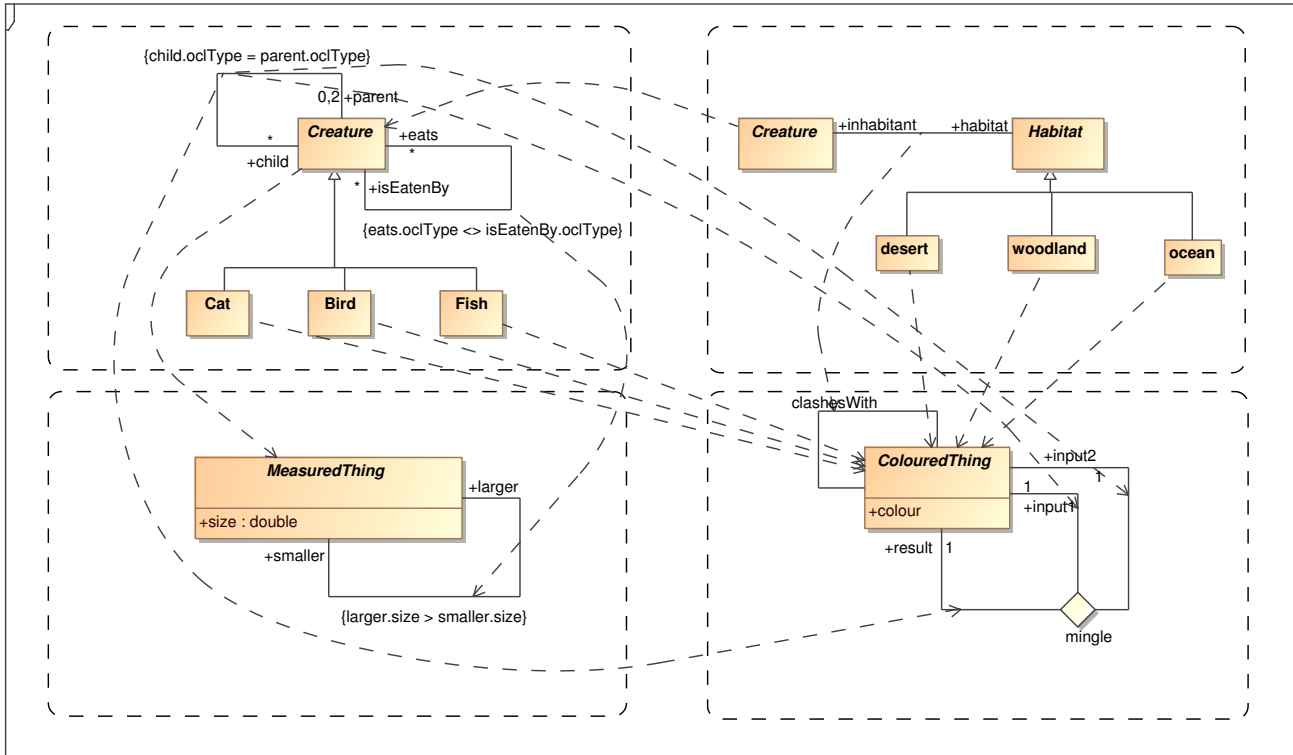 {child.oclType = parent.oclType}
0,2 +parent
Creature
*
+child
+eats
*
* +isEatenBy
{eats.oclType <> isEatenBy.oclType}
Cat
Bird
Fish
Creature
+inhabitant
+habitat
Habitat
desert
woodland
ocean
MeasuredThing
+size : double
+larger
+smaller
{larger.size > smaller.size}
clashesWith
ColouredThing
+colour
+input2
1
1
+input1
+result 1
mingle